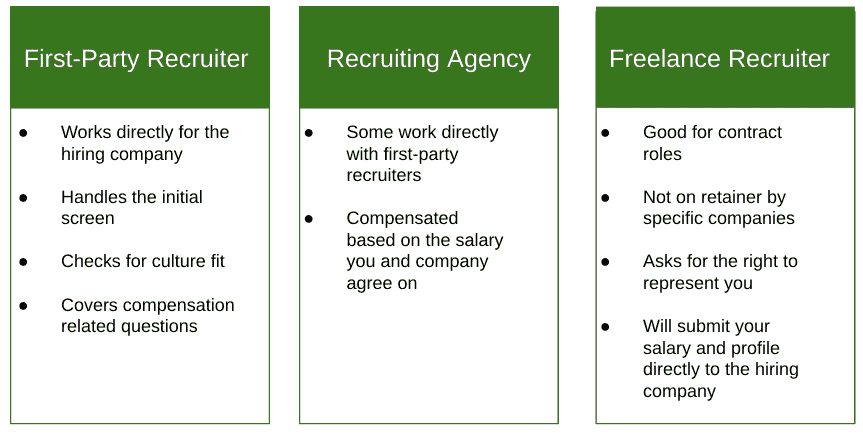 First-Party Recruiter
● Works directly for the
hiring company
● Handles the initial
screen
● Checks for culture fit
● Covers compensation
related questions
Recruiting Agency
● Some work directly
with first-party
recruiters
● Compensated
based on the salary
you and company
agree on
Freelance Recruiter
● Good for contract
roles
● Not on retainer by
specific companies
● Asks for the right to
represent you
● Will submit your
salary and profile
directly to the hiring
company